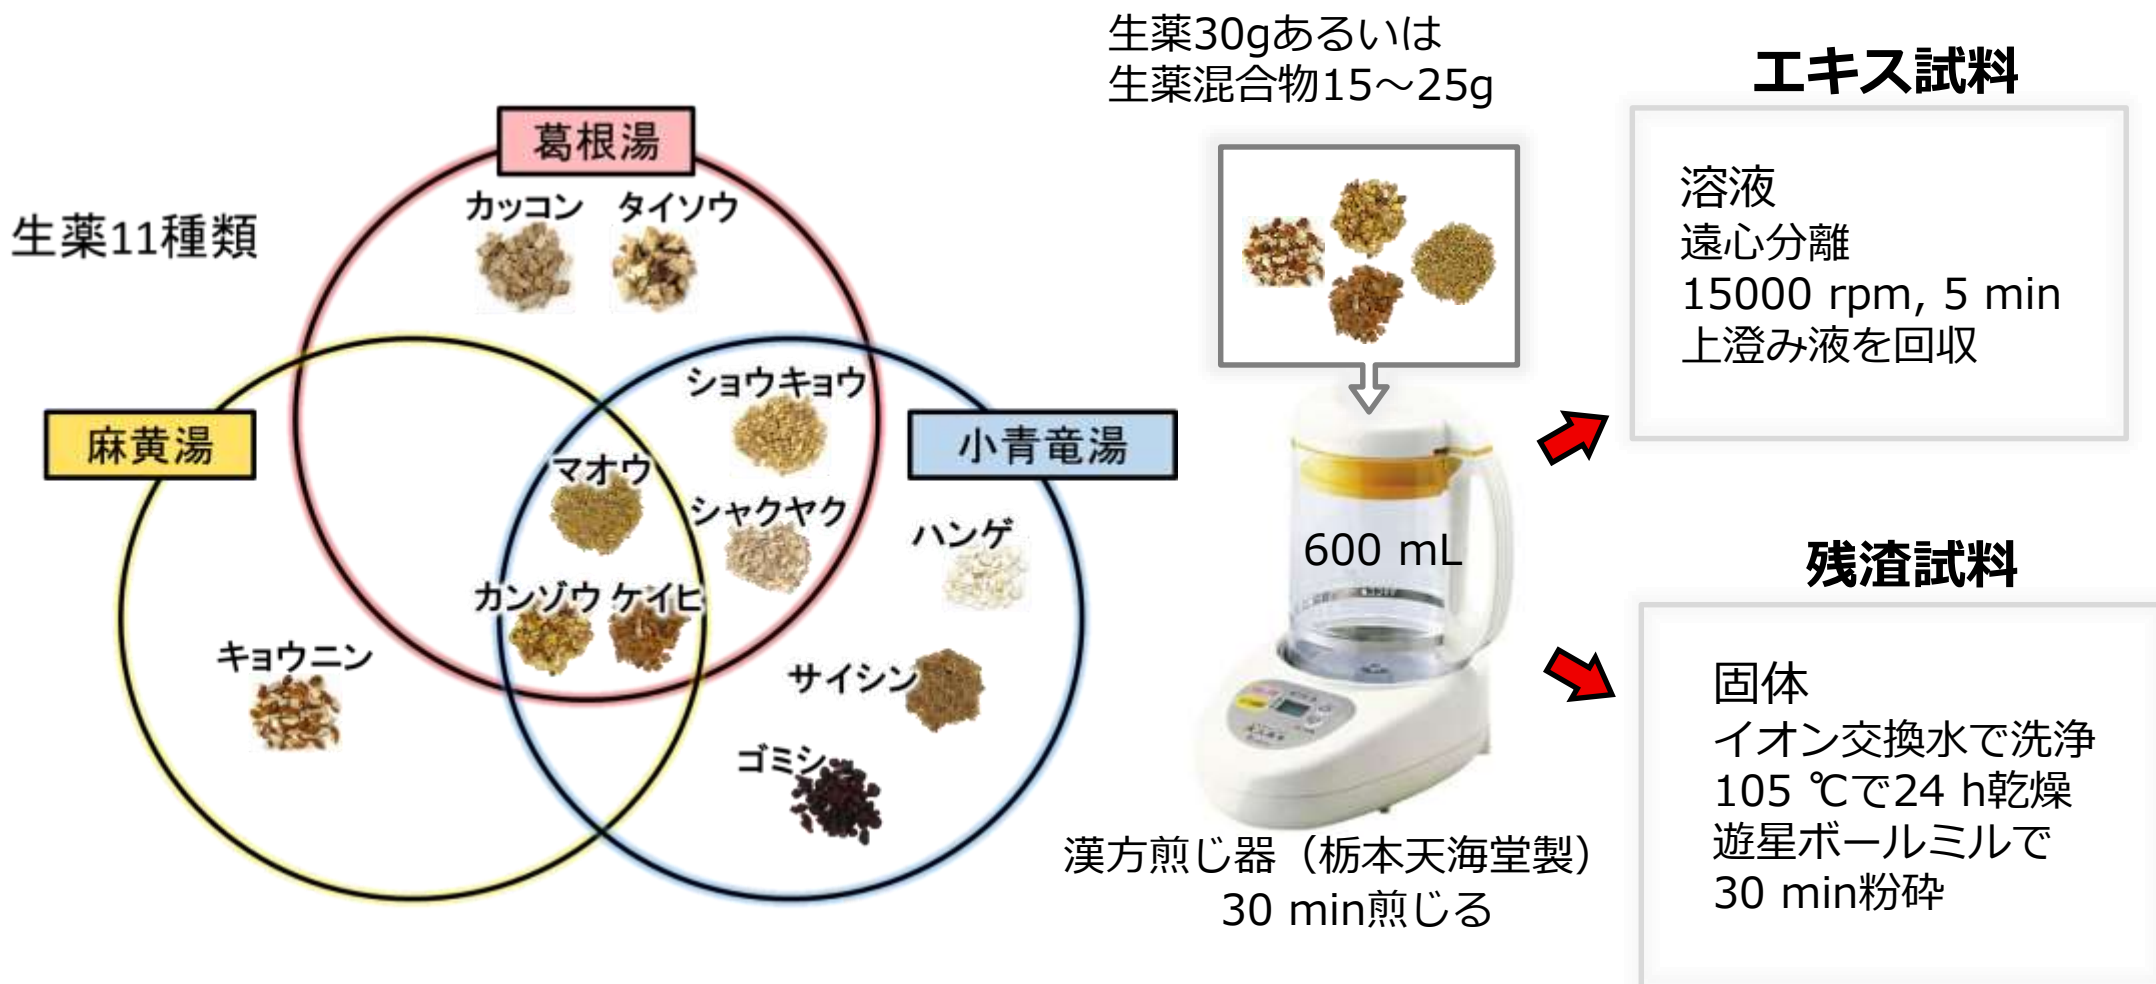 生薬11種類
葛根湯
カッコン
タイソウ
麻黄湯
小青竜湯
ショウキョウ
マオウ
シャクヤク
カンゾウ
ケイヒ
ハンゲ
キョウニン
サイシン
ゴミシ
生薬30gあるいは
生薬混合物15～25g
600 mL
漢方煎じ器（栃本天海堂製）
30 min煎じる
エキス試料
溶液
遠心分離
15000 rpm, 5 min
上澄み液を回収
残渣試料
固体
イオン交換水で洗浄
105 ℃で24 h乾燥
遊星ボールミルで
30 min粉砕